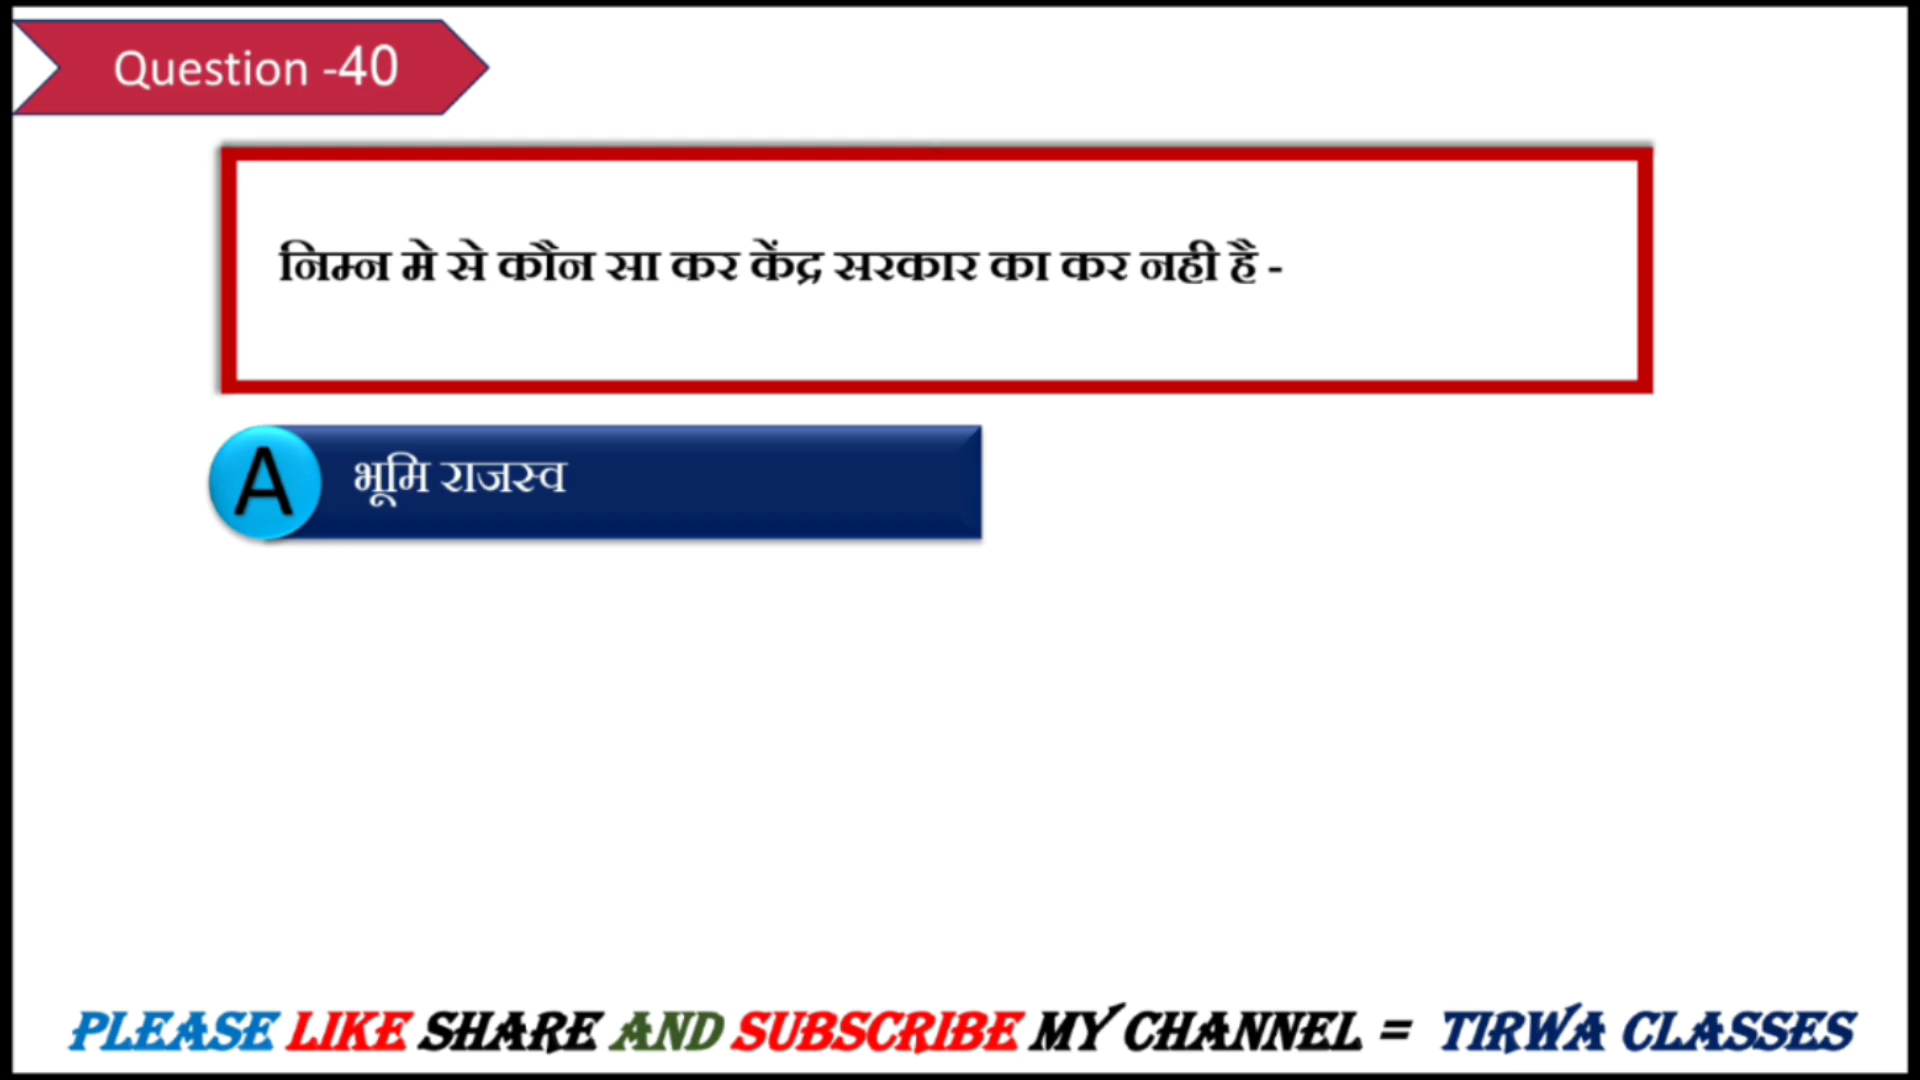 Question -40
निम्न मे से कौन सा कर केंद्र सरकार का कर नही है -
A भूमि राजस्व
PLEASE LIKE SHARE AND SUBSCRIBE MY CHANNEL = TIRWA CLASSES